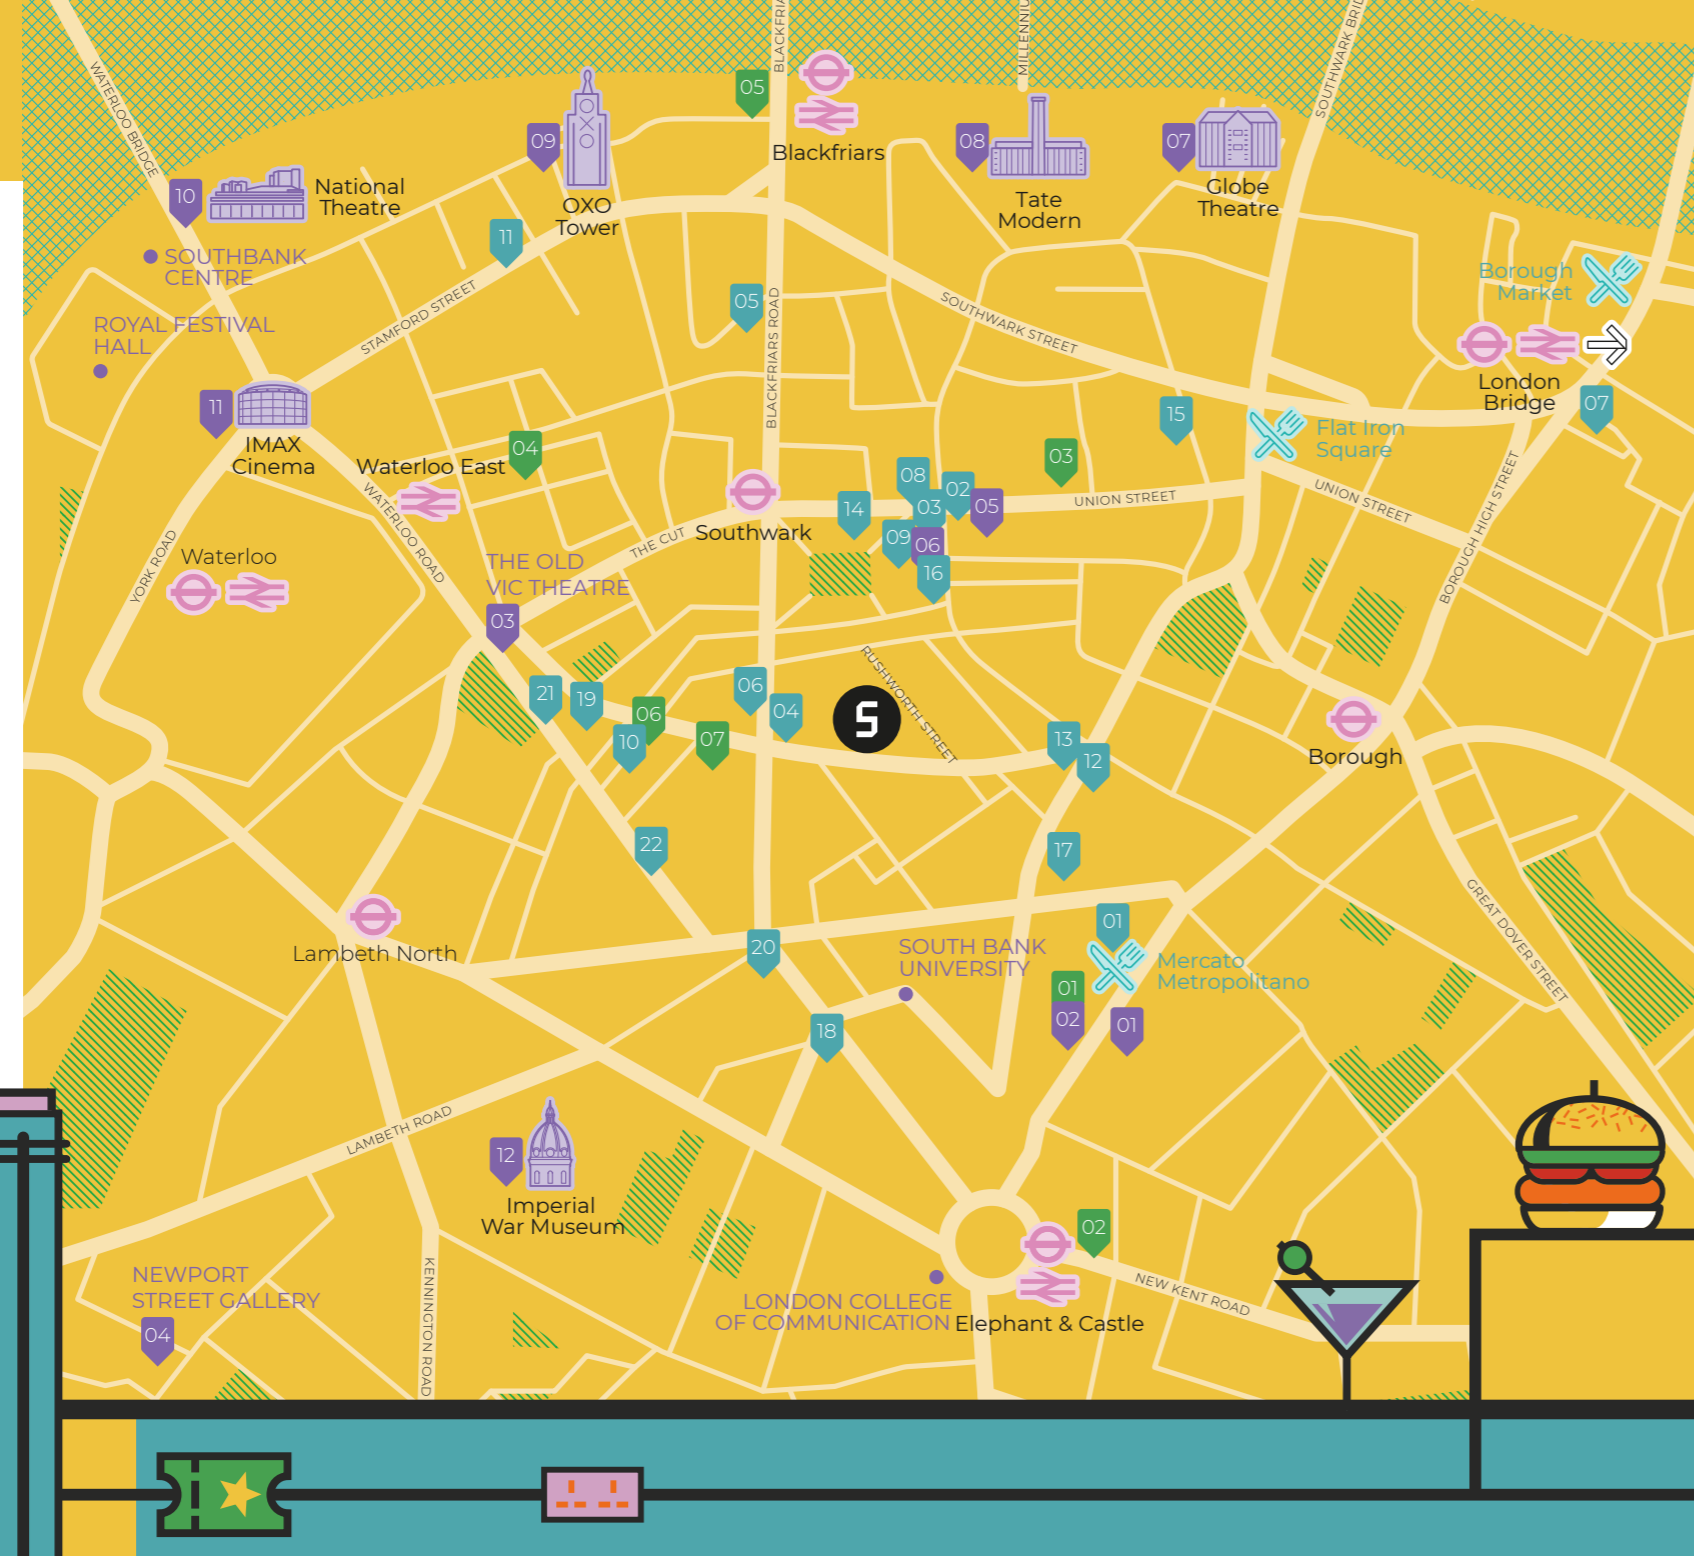 BLACKFRIA
MILLENNIU
SOUTHWARK BRID
WATERLOO BRIDGE
05
09
08
07
Blackfriars
10
National
Theatre
OXO
Tower
Tate
Modern
Globe
Theatre
11
SOUTHBANK
CENTRE
Borough
Market
05
STAMFORD STREET
BLACKFRIARS ROAD
SOUTHWARK STREET
ROYAL FESTIVAL
HALL
London
Bridge
07
11
15
IMAX
Cinema
Flat Iron
Square
04
Waterloo East
03
08
02
14
03
05
UNION STREET
UNION STREET
WATERLOO ROAD
BOROUGH HIGH STREET
Southwark
THE CUT
09
06
16
YORK ROAD
Waterloo
THE OLD
VIC THEATRE
03
RUSHWORTH STREET
21
19
06
10
07
06
04
S
13
12
Borough
22
17
GREAT DOVER STREET
01
Lambeth North
20
SOUTH BANK
UNIVERSITY
Mercato
Metropolitano
01
02
01
18
LAMBETH ROAD
12
Imperial
War Museum
02
KENNINGTON ROAD
NEW KENT ROAD
NEWPORT
STREET GALLERY
04
LONDON COLLEGE
OF COMMUNICATION
Elephant & Castle